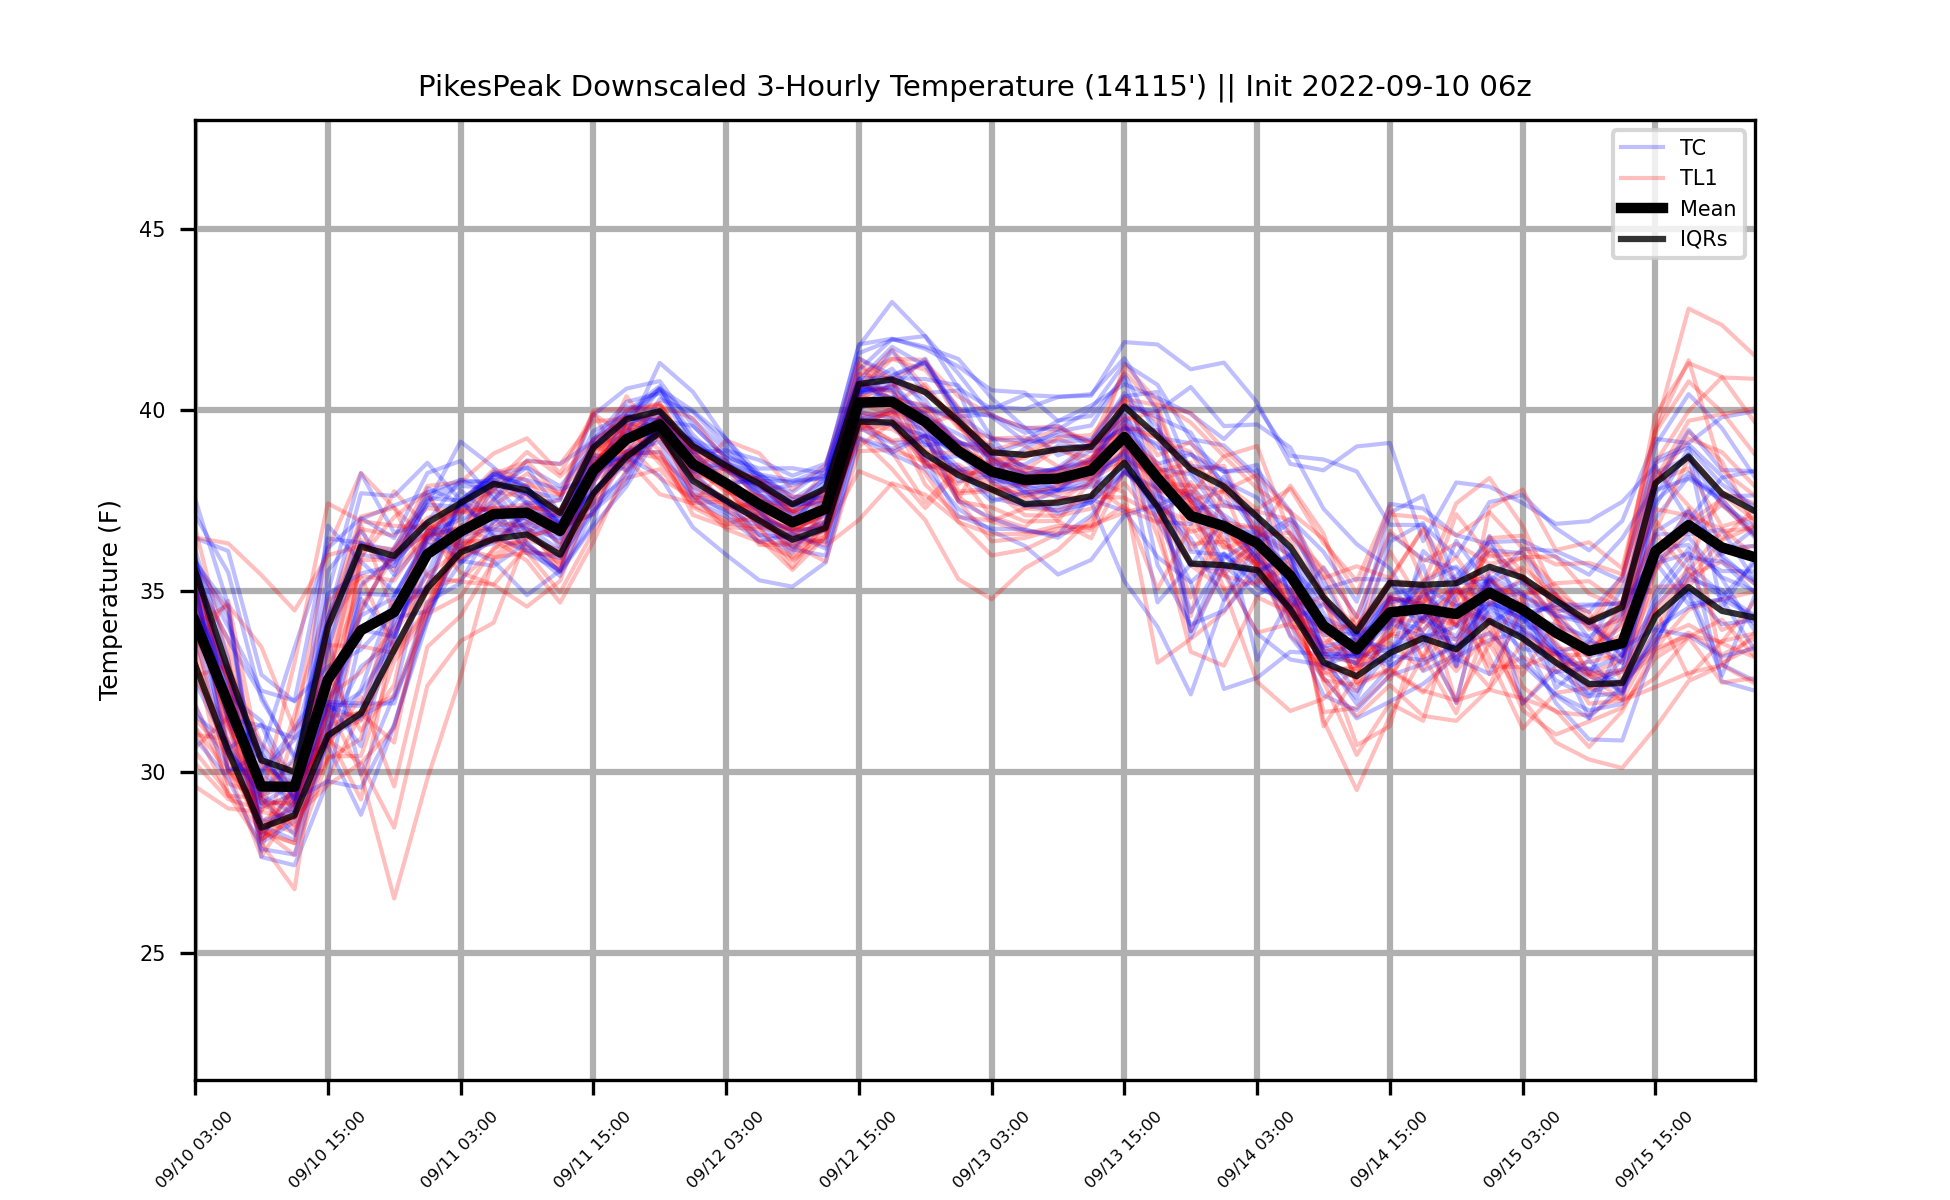 PikesPeak Downscaled 3-Hourly Temperature (14115') || Init 2022-09-10 06z
TC
TL1
Mean
IQRs
Temperature (F)
45
40
35
30
25
09/10 03:00
09/10 15:00
09/11 03:00
09/11 15:00
09/12 03:00
09/12 15:00
09/13 03:00
09/13 15:00
09/14 03:00
09/14 15:00
09/15 03:00
09/15 15:00